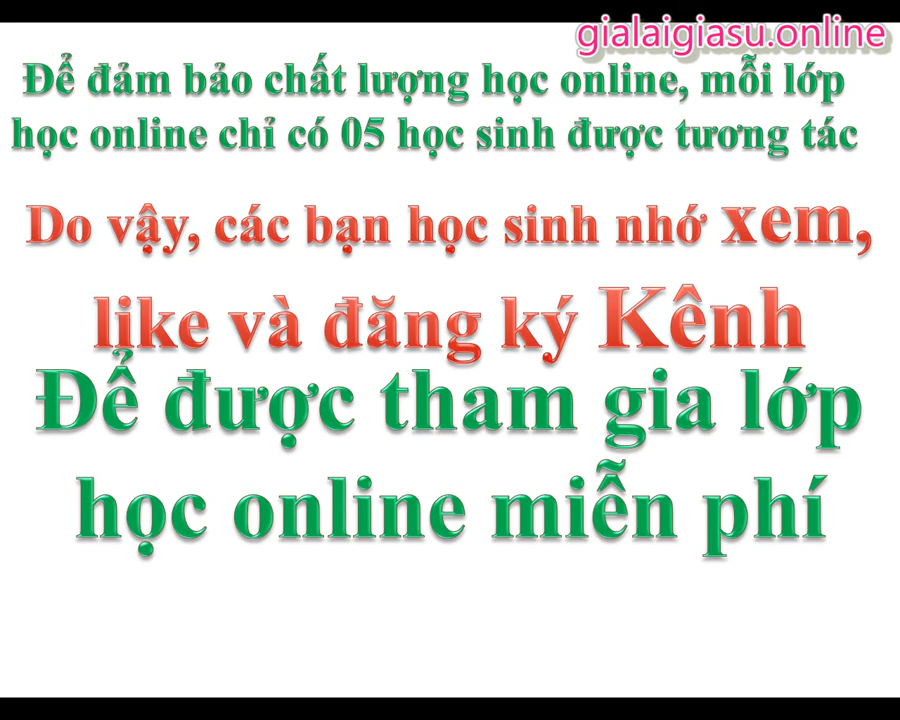 gialaigiasu.online
Để đảm bảo chất lượng học online, mỗi lớp
học online chỉ có 05 học sinh được tương tác
Do vậy, các bạn học sinh nhớ xem,
like và đăng ký Kênh
Để được tham gia lớp
học online miễn phí